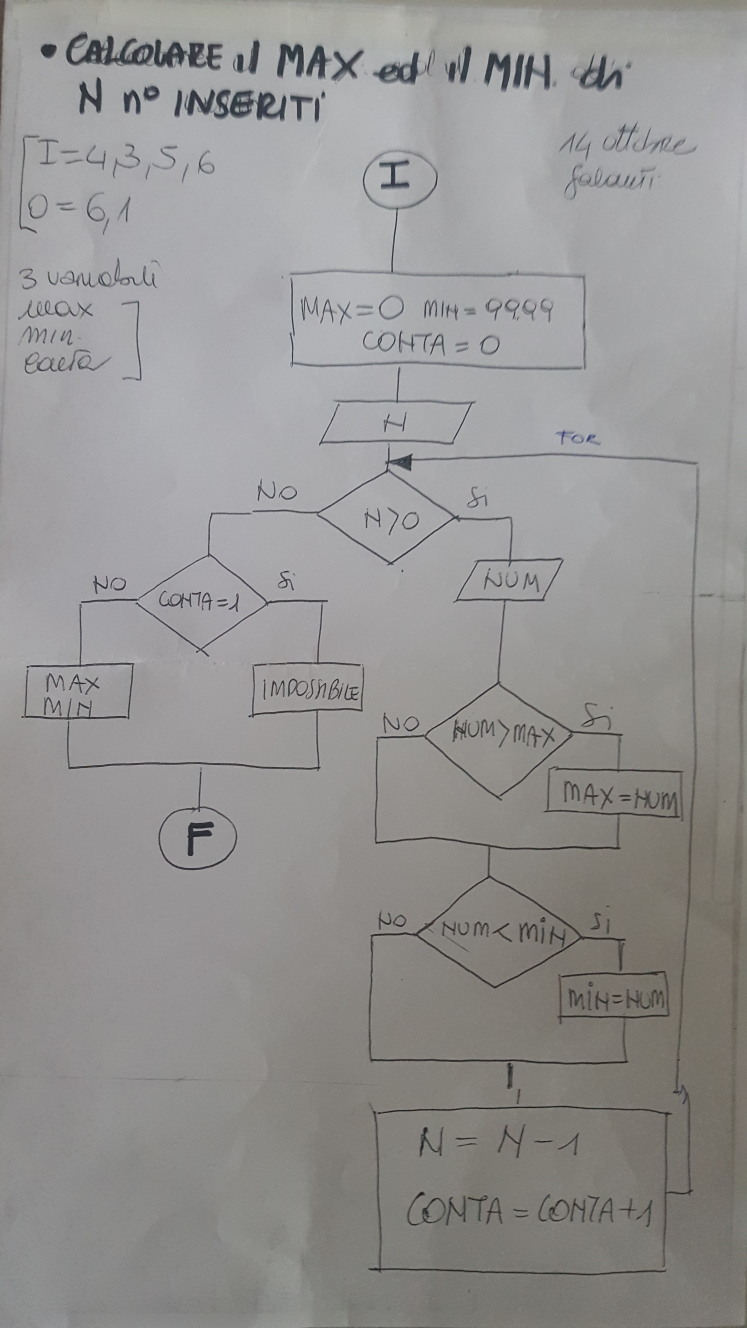 • CALCOLARE il MAX ed il MIN. di
N nº INSERITI
14 ottobre
I=4,3,5,6
O=6,1
I
3 variabili
max
min.
conta
MAX=0 MIN=9999
CONTA=0
N
FOR
NO
N>0
Si
NO
CONTA=1
Si
NUM
MAX
MIN
IMPOSSIBILE
NO
NUM>MAX
Si
MAX=NUM
F
NO
NUM<MIN
Si
MIN=NUM
N=N-1
CONTA=CONTA+1